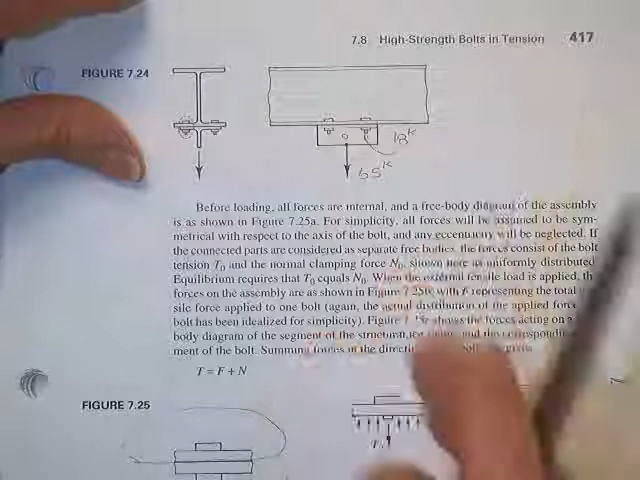 7.8 High-Strength Bolts in Tension 417
FIGURE 7.24
18K
65K
Before loading, all forces are internal, and a free-body diagram of the assembly
is as shown in Figure 7.25a. For simplicity, all forces will be assumed to be sym-
metrical with respect to the axis of the bolt, and any eccentricity will be neglected. If
the connected parts are considered as separate free bodies, the forces consist of the bolt
tension T0 and the normal clamping force N0, shown here as uniformly distributed
Equilibrium requires that T0 equals N0. When the external tensile load is applied, th
forces on the assembly are as shown in Figure 7.25b, with F representing the total
sile force applied to one bolt (again, the actual distribution of the applied force
bolt has been idealized for simplicity). Figure shows the forces acting on a
body diagram of the segment of the structure and the
ment of the bolt. Summing forces in the
T = F + N
FIGURE 7.25